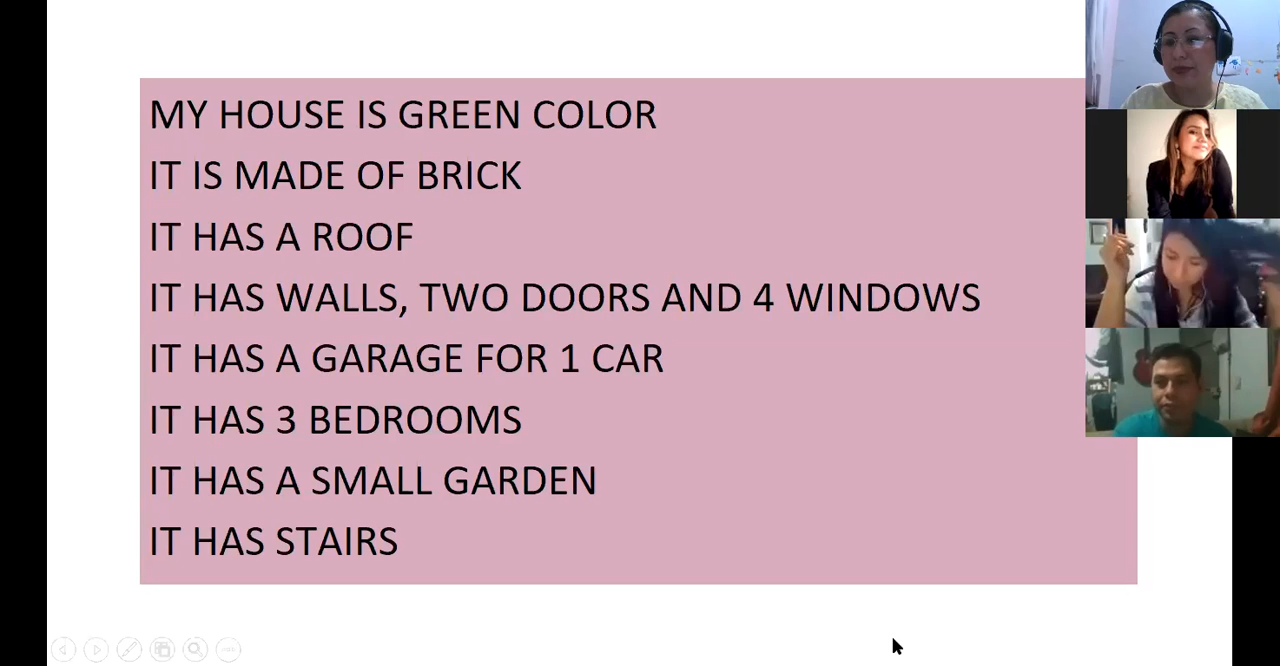 MY HOUSE IS GREEN COLOR
IT IS MADE OF BRICK
IT HAS A ROOF
IT HAS WALLS, TWO DOORS AND 4 WINDOWS
IT HAS A GARAGE FOR 1 CAR
IT HAS 3 BEDROOMS
IT HAS A SMALL GARDEN
IT HAS STAIRS